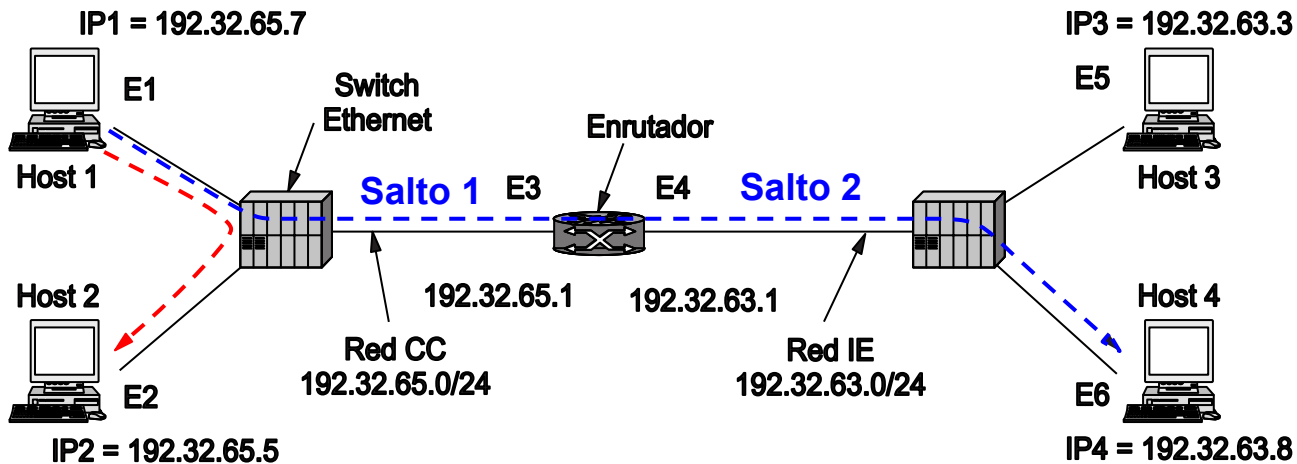 IP1 = 192.32.65.7
IP3 = 192.32.63.3
E1
Switch
Ethernet
Enrutador
E5
Host 1
Salto 1
E3
E4
Salto 2
Host 3
Host 2
192.32.65.1
192.32.63.1
Host 4
Red CC
192.32.65.0/24
Red IE
192.32.63.0/24
E2
E6
IP2 = 192.32.65.5
IP4 = 192.32.63.8